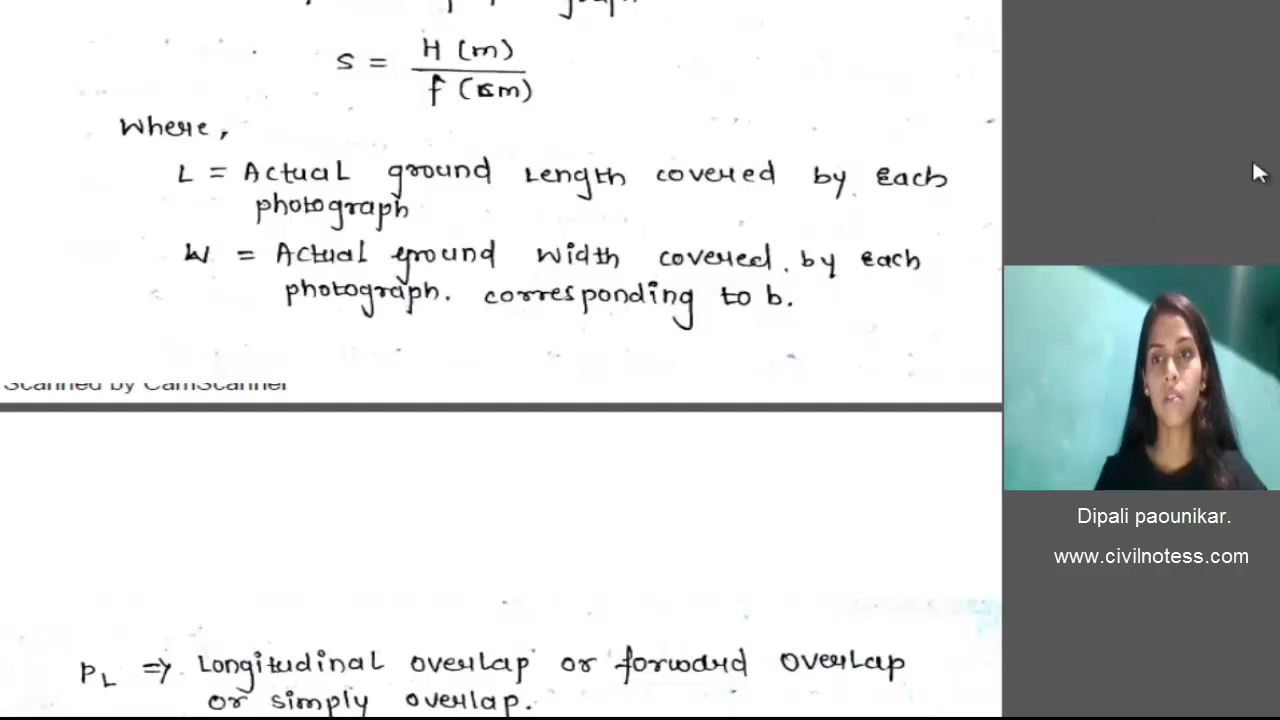 S = H (m) / f (cm)
Where,
L = Actual ground Length covered by each
photograph
W = Actual ground width covered by each
photograph. corresponding to b.
Scanned by CamScanner
Dipali paounikar.
www.civilnotess.com
PL => Longitudinal overlap or forward overlap
or simply overlap.